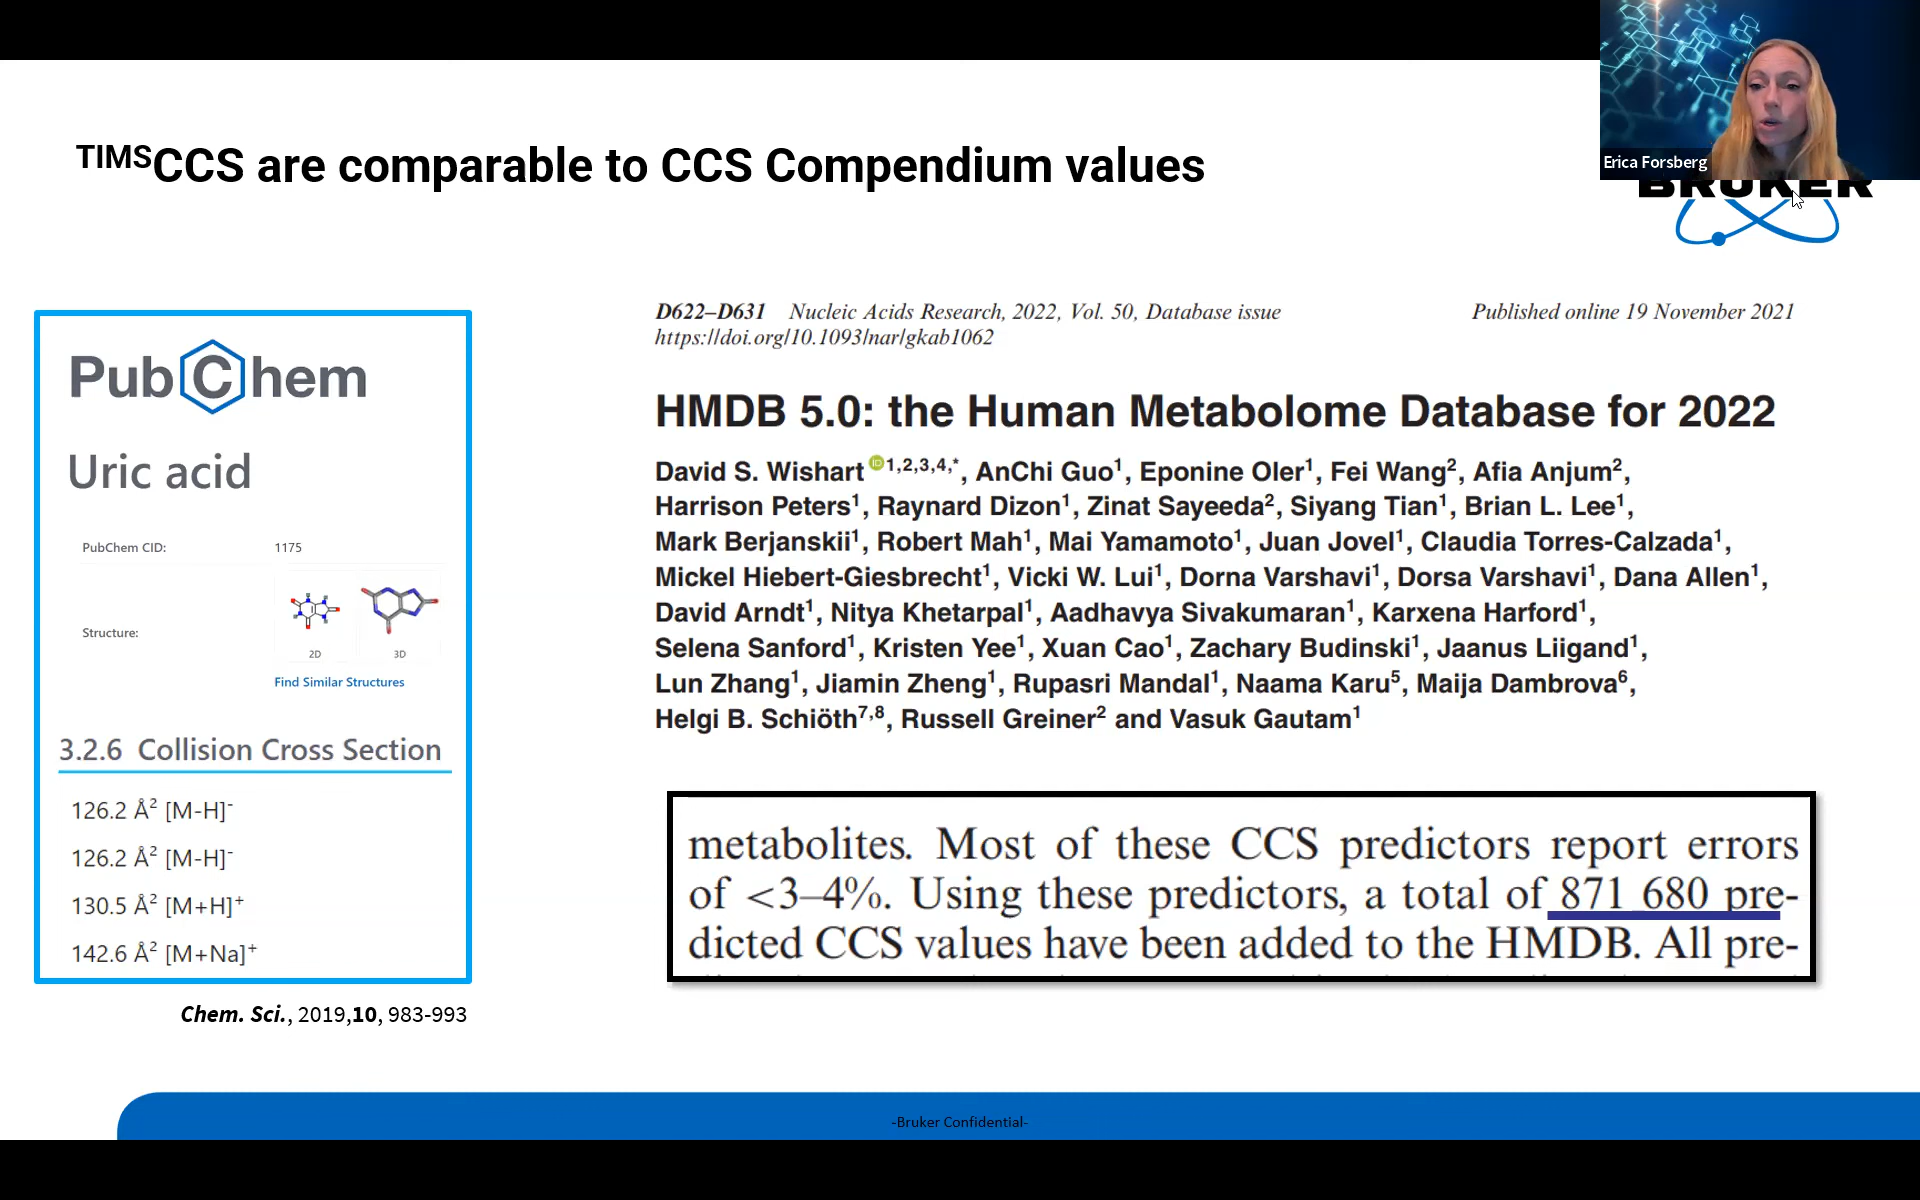 Erica Forsberg
BRUKER
TIMSCCS are comparable to CCS Compendium values
PubChem
Uric acid
PubChem CID: 1175
Structure:
2D 3D
Find Similar Structures
3.2.6 Collision Cross Section
126.2 Å² [M-H]⁻
126.2 Å² [M-H]⁻
130.5 Å² [M+H]⁺
142.6 Å² [M+Na]⁺
Chem. Sci., 2019,10, 983-993
D622–D631 Nucleic Acids Research, 2022, Vol. 50, Database issue Published online 19 November 2021
https://doi.org/10.1093/nar/gkab1062
HMDB 5.0: the Human Metabolome Database for 2022
David S. Wishart iD 1,2,3,4,*, AnChi Guo¹, Eponine Oler¹, Fei Wang², Afia Anjum²,
Harrison Peters¹, Raynard Dizon¹, Zinat Sayeeda², Siyang Tian¹, Brian L. Lee¹,
Mark Berjanskii¹, Robert Mah¹, Mai Yamamoto¹, Juan Jovel¹, Claudia Torres-Calzada¹,
Mickel Hiebert-Giesbrecht¹, Vicki W. Lui¹, Dorna Varshavi¹, Dorsa Varshavi¹, Dana Allen¹,
David Arndt¹, Nitya Khetarpal¹, Aadhavya Sivakumaran¹, Karxena Harford¹,
Selena Sanford¹, Kristen Yee¹, Xuan Cao¹, Zachary Budinski¹, Jaanus Liigand¹,
Lun Zhang¹, Jiamin Zheng¹, Rupasri Mandal¹, Naama Karu⁵, Maija Dambrova⁶,
Helgi B. Schiöth⁷,⁸, Russell Greiner² and Vasuk Gautam¹
metabolites. Most of these CCS predictors report errors
of <3–4%. Using these predictors, a total of 871 680 pre-
dicted CCS values have been added to the HMDB. All pre-
-Bruker Confidential-